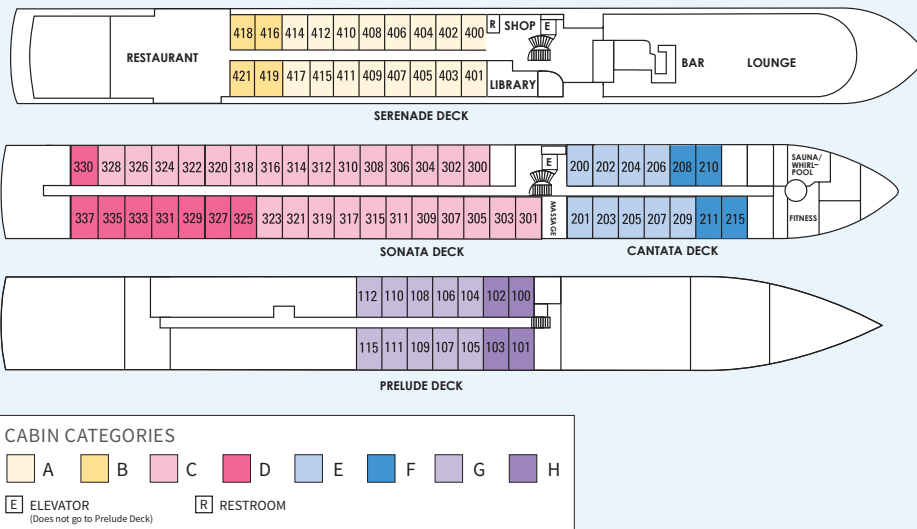 418 416 414 412 410 408 406 404 402 400 R SHOP E
RESTAURANT
BAR LOUNGE
421 419 417 415 411 409 407 405 403 401 LIBRARY
SERENADE DECK
330 328 326 324 322 320 318 316 314 312 310 308 306 304 302 300 E 200 202 204 206 208 210
SAUNA/
WHIRL–
POOL
337 335 333 331 329 327 325 323 321 319 317 315 311 309 307 305 303 301 MASSAGE 201 203 205 207 209 211 215 FITNESS
SONATA DECK CANTATA DECK
112 110 108 106 104 102 100
115 111 109 107 105 103 101
PRELUDE DECK
CABIN CATEGORIES
A B C D E F G H
E ELEVATOR R RESTROOM
(Does not go to Prelude Deck)